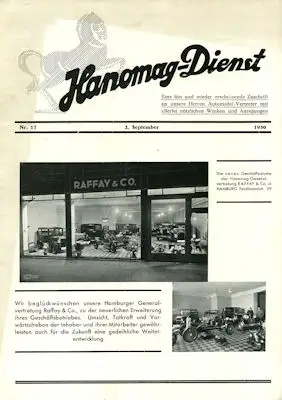 Hanomag-Dienst
Eine hin und wieder erscheinende Zuschrift
an unsere Herren Automobil-Vertreter mit
allerlei nützlichen Winken und Anregungen
Nr. 17 2. September 1930
RAFFAY & CO.
Die neuen Geschäftsräume
der Hanomag-General-
vertretung RAFFAY & Co. in
HAMBURG
Wir beglückwünschen unsere Hamburger General-
vertretung Raffay & Co., zu der neuerlichen Erweiterung
ihres Geschäftsbetriebes. Umsicht, Tatkraft und Vor-
wärtsstreben der Inhaber und ihrer Mitarbeiter gewähr-
leisten auch für die Zukunft eine gedeihliche Weiter-
entwicklung